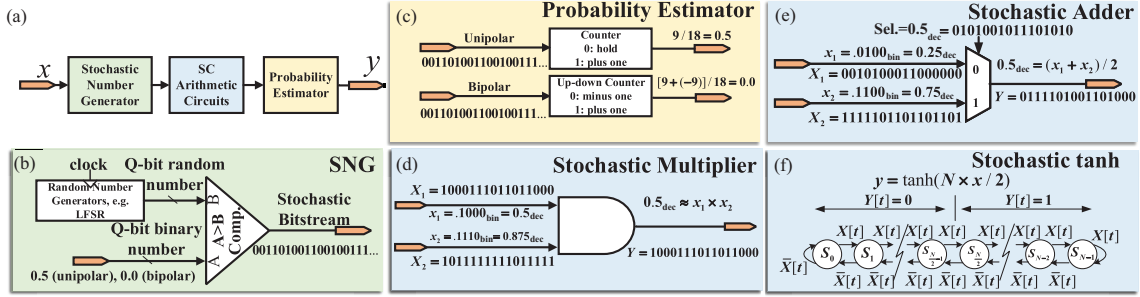 (a)
x
Stochastic
Number
Generator
SC
Arithmetic
Circuits
Probability
Estimator
y
(b)
SNG
clock
Q-bit random
number
Random Number
Generators, e.g.
LFSR
B
A>B
Comp.
A
Stochastic
Bitstream
Q-bit binary
number
001101001100100111...
0.5 (unipolar), 0.0 (bipolar)
(c)
Probability Estimator
Unipolar
001101001100100111...
Counter
0: hold
1: plus one
9/18=0.5
Bipolar
001101001100100111...
Up-down Counter
0: minus one
1: plus one
[9+(−9)]/18=0.0
(d)
Stochastic Multiplier
X₁=1000111011011000
x₁=.1000bin=0.5dec
x₂=.1110bin=0.875dec
X₂=1011111111011111
0.5dec≈x₁×x₂
Y=1000111011011000
(e)
Stochastic Adder
Sel.=0.5dec=0101001011101010
x₁=.0100bin=0.25dec
X₁=0010100011000000
x₂=.1100bin=0.75dec
X₂=1111101101101101
0
1
0.5dec=(x₁+x₂)/2
Y=0111101001101000
(f)
Stochastic tanh
y=tanh(N×x/2)
Y[t]=0
Y[t]=1
X[t] X[t] X[t] X[t] X[t] X[t]
S₀ S₁ S_N/2−1 S_N/2 S_N−2 S_N−1
X̄[t] X̄[t] X̄[t] X̄[t] X̄[t] X̄[t]